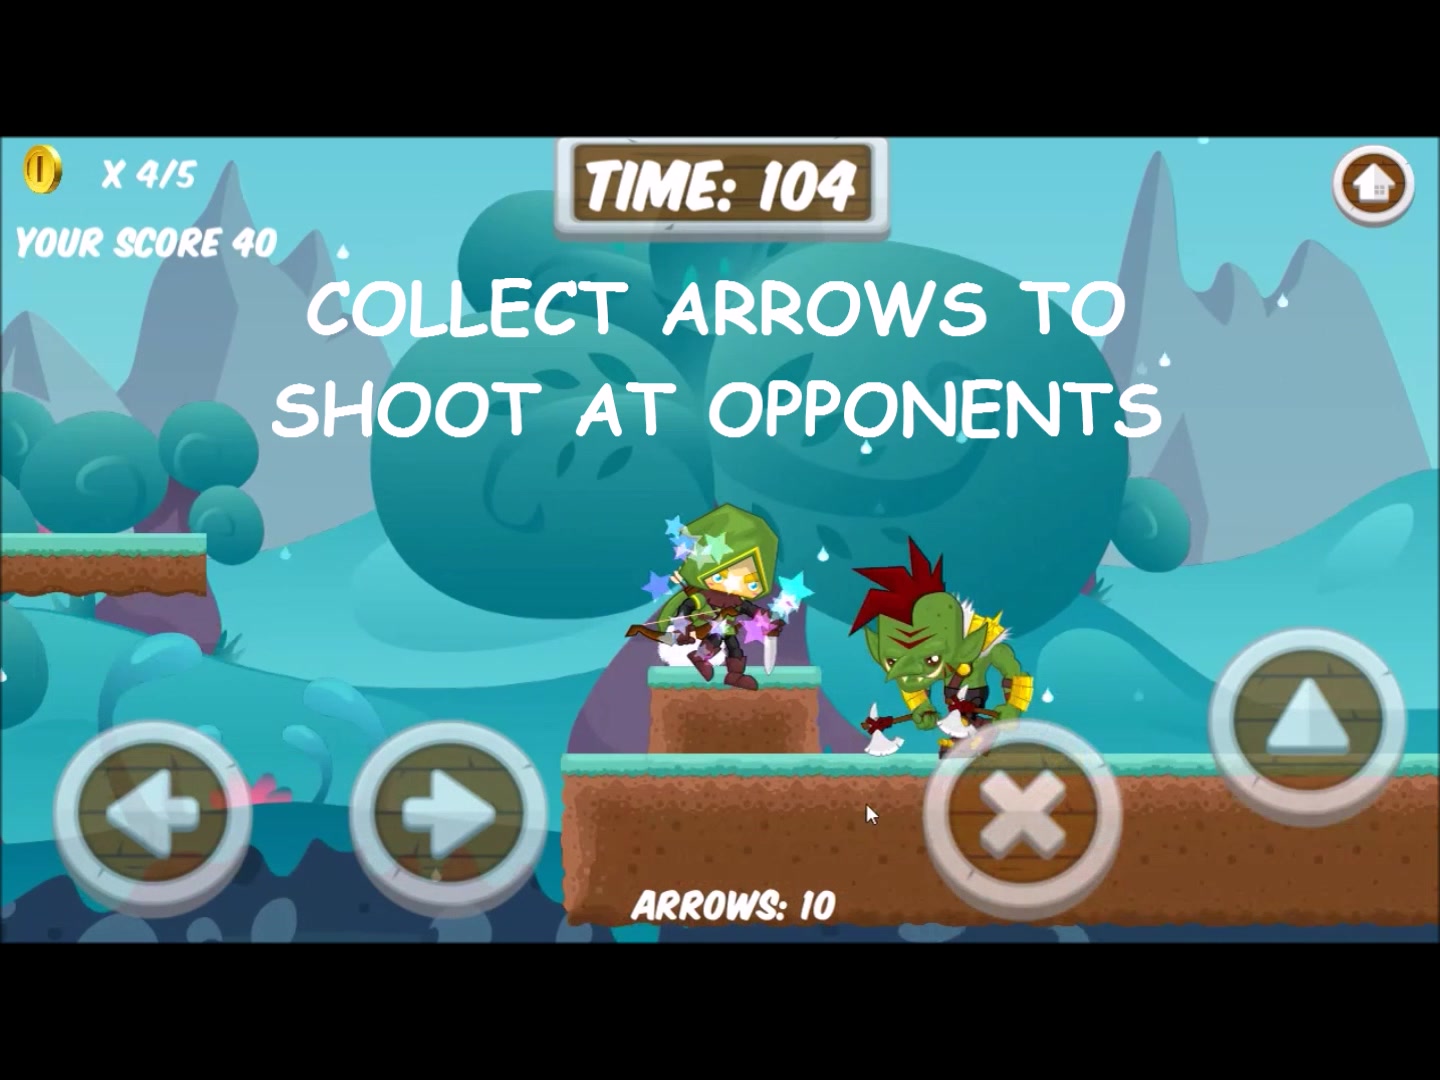 X 4/5
TIME: 104
YOUR SCORE 40
COLLECT ARROWS TO
SHOOT AT OPPONENTS
ARROWS: 10